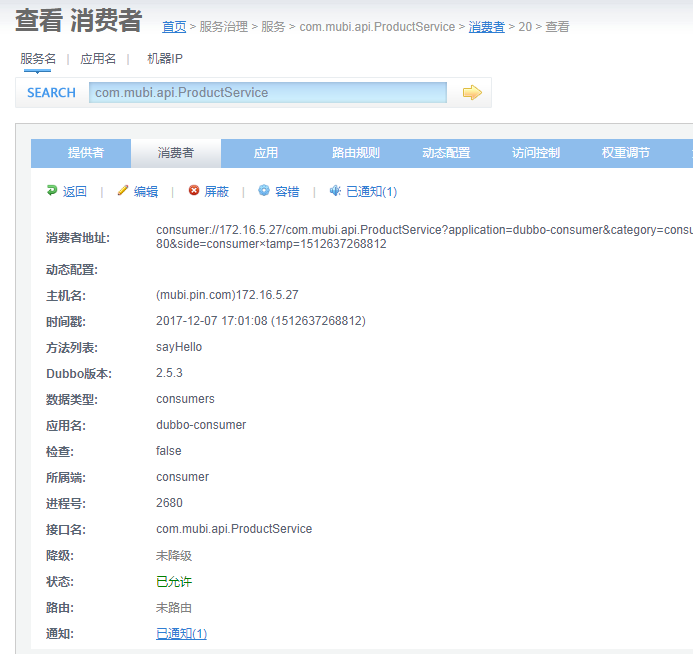 查看 消费者 首页 > 服务治理 > 服务 > com.mubi.api.ProductService > 消费者 > 20 > 查看
服务名 | 应用名 | 机器IP
SEARCH com.mubi.api.ProductService
提供者 消费者 应用 路由规则 动态配置 访问控制 权重调节
返回 | 编辑 | 屏蔽 | 容错 | 已通知(1)
消费者地址: consumer://172.16.5.27/com.mubi.api.ProductService?application=dubbo-consumer&category=consu
80&side=consumer×tamp=1512637268812
动态配置:
主机名: (mubi.pin.com)172.16.5.27
时间戳: 2017-12-07 17:01:08 (1512637268812)
方法列表: sayHello
Dubbo版本: 2.5.3
数据类型: consumers
应用名: dubbo-consumer
检查: false
所属端: consumer
进程号: 2680
接口名: com.mubi.api.ProductService
降级: 未降级
状态: 已允许
路由: 未路由
通知: 已通知(1)